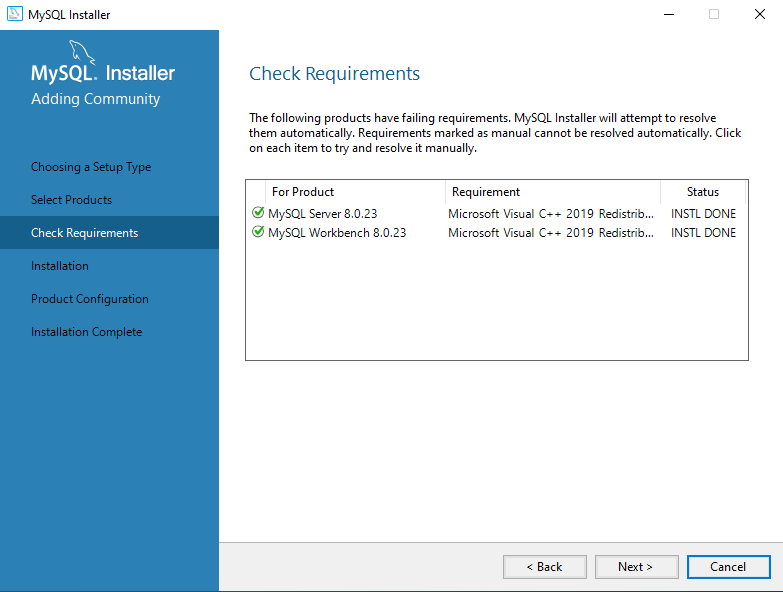 MySQL Installer
MySQL. Installer
Adding Community
Choosing a Setup Type
Select Products
Check Requirements
Installation
Product Configuration
Installation Complete
Check Requirements
The following products have failing requirements. MySQL Installer will attempt to resolve
them automatically. Requirements marked as manual cannot be resolved automatically. Click
on each item to try and resolve it manually.
For Product Requirement Status
MySQL Server 8.0.23 Microsoft Visual C++ 2019 Redistrib... INSTL DONE
MySQL Workbench 8.0.23 Microsoft Visual C++ 2019 Redistrib... INSTL DONE
< Back Next > Cancel